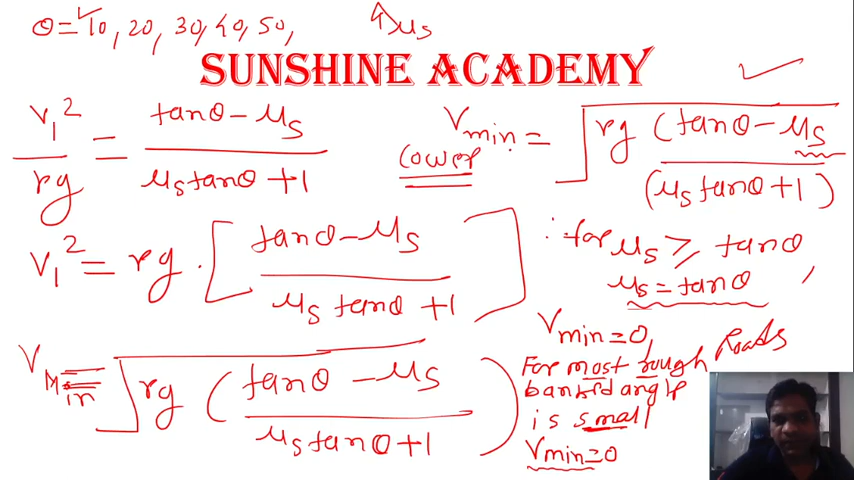 θ = 10, 20, 30, 40, 50,
↑ μs
SUNSHINE ACADEMY
v₁²/rg = (tanθ - μs)/(μs tanθ + 1)
v₁² = rg · [(tanθ - μs)/(μs tanθ + 1)]
Vmin = √rg ((tanθ - μs)/(μs tanθ + 1))
Vmin = √rg ((tanθ - μs)/(μs tanθ + 1))
lower
∴ for μs ≥ tanθ,
μs = tanθ
Vmin = 0,
For most rough Roads
banked angle
is small
Vmin = 0